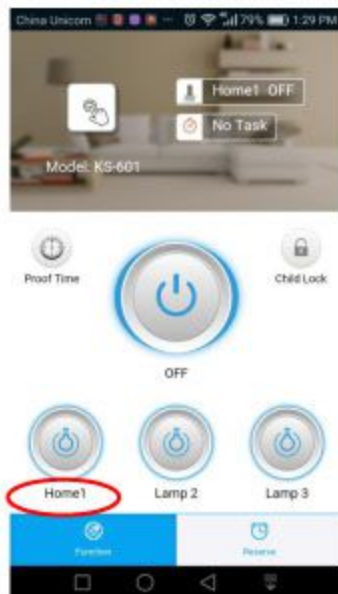 China Unicom 79% 1:29 PM
Home1 OFF
No Task
Model: KS-601
Proof Time
Child Lock
OFF
Home1
Lamp 2
Lamp 3
Function
Reserve